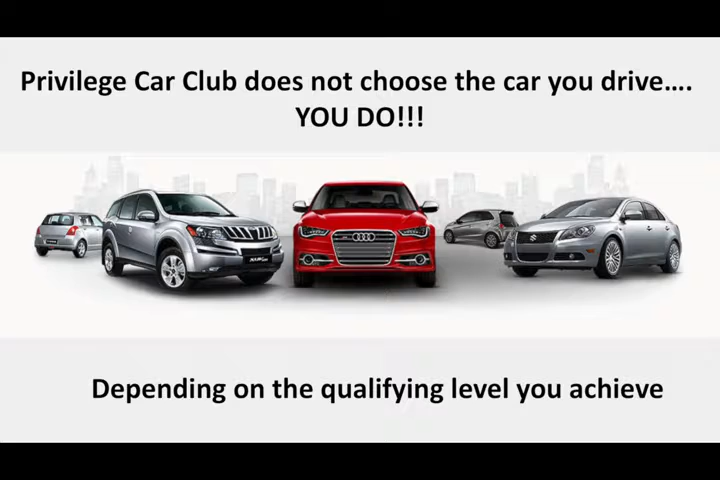 Privilege Car Club does not choose the car you drive....
YOU DO!!!
Depending on the qualifying level you achieve